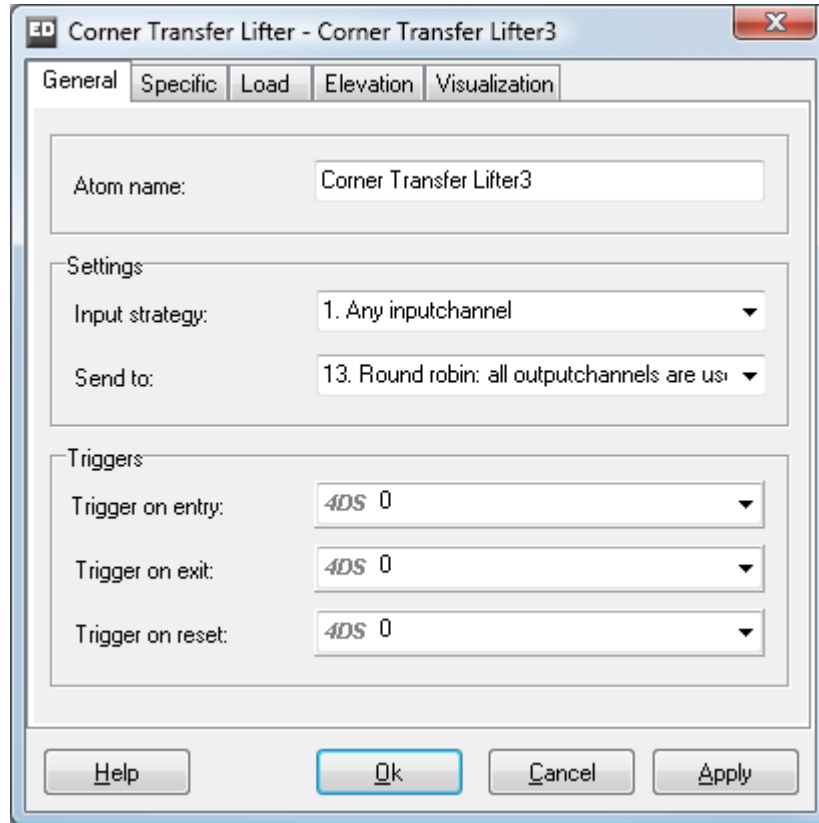 ED Corner Transfer Lifter - Corner Transfer Lifter3
General Specific Load Elevation Visualization
Atom name: Corner Transfer Lifter3
Settings
Input strategy: 1. Any inputchannel
Send to: 13. Round robin: all outputchannels are us
Triggers
Trigger on entry: 4DS 0
Trigger on exit: 4DS 0
Trigger on reset: 4DS 0
Help Ok Cancel Apply